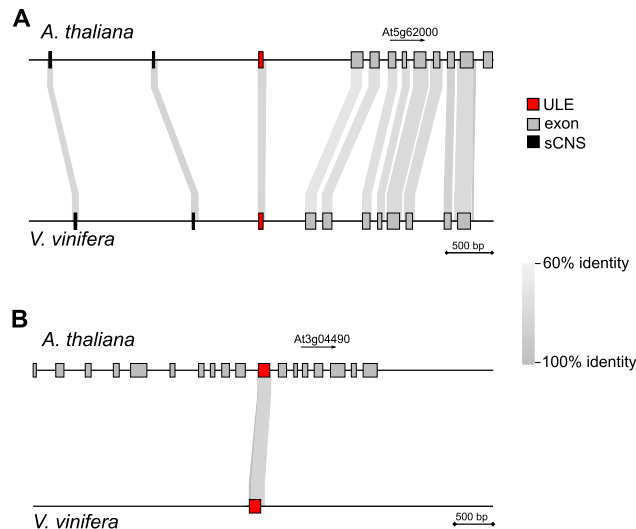 A
A. thaliana
At5g62000
ULE
exon
sCNS
V. vinifera
500 bp
60% identity
100% identity
B
A. thaliana
At3g04490
V. vinifera
500 bp